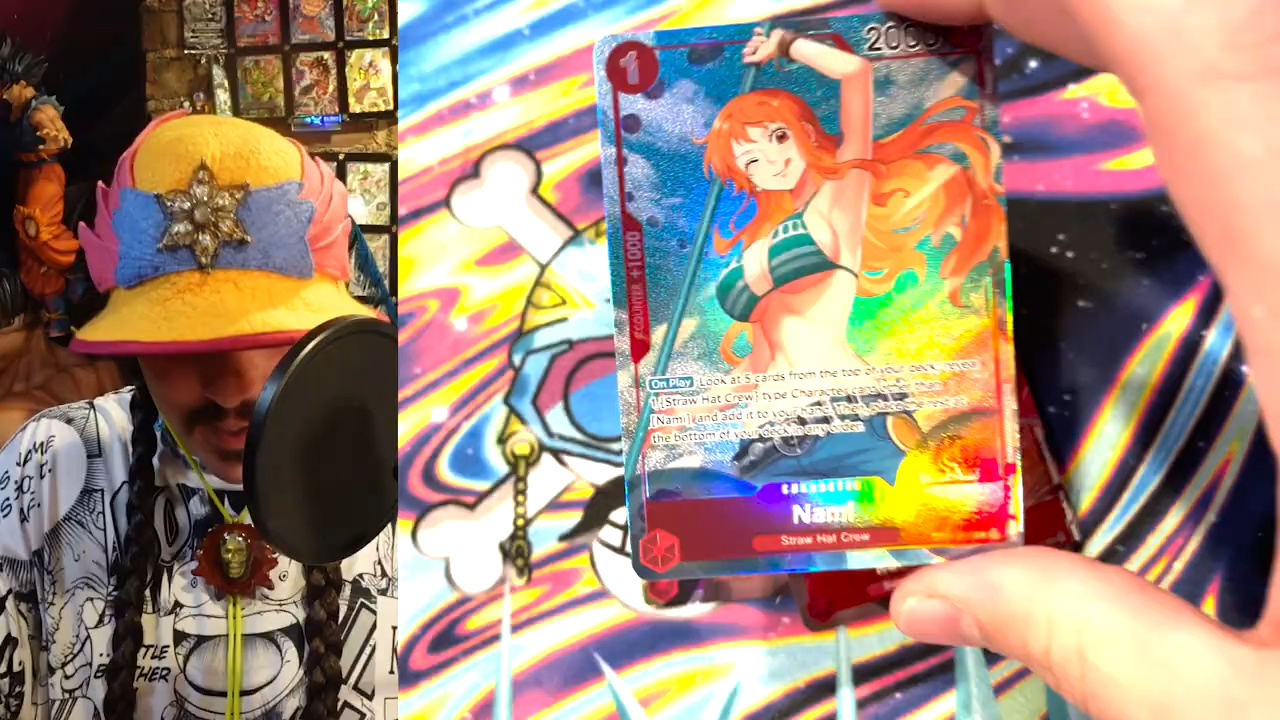 1
2000
COUNTER +1000
On Play Look at 5 cards from the top of your deck; reveal
1 {Straw Hat Crew} type Character card other than
[Nami] and add it to your hand. Then, place the rest at
the bottom of your deck in any order.
CHARACTER
Nami
Straw Hat Crew